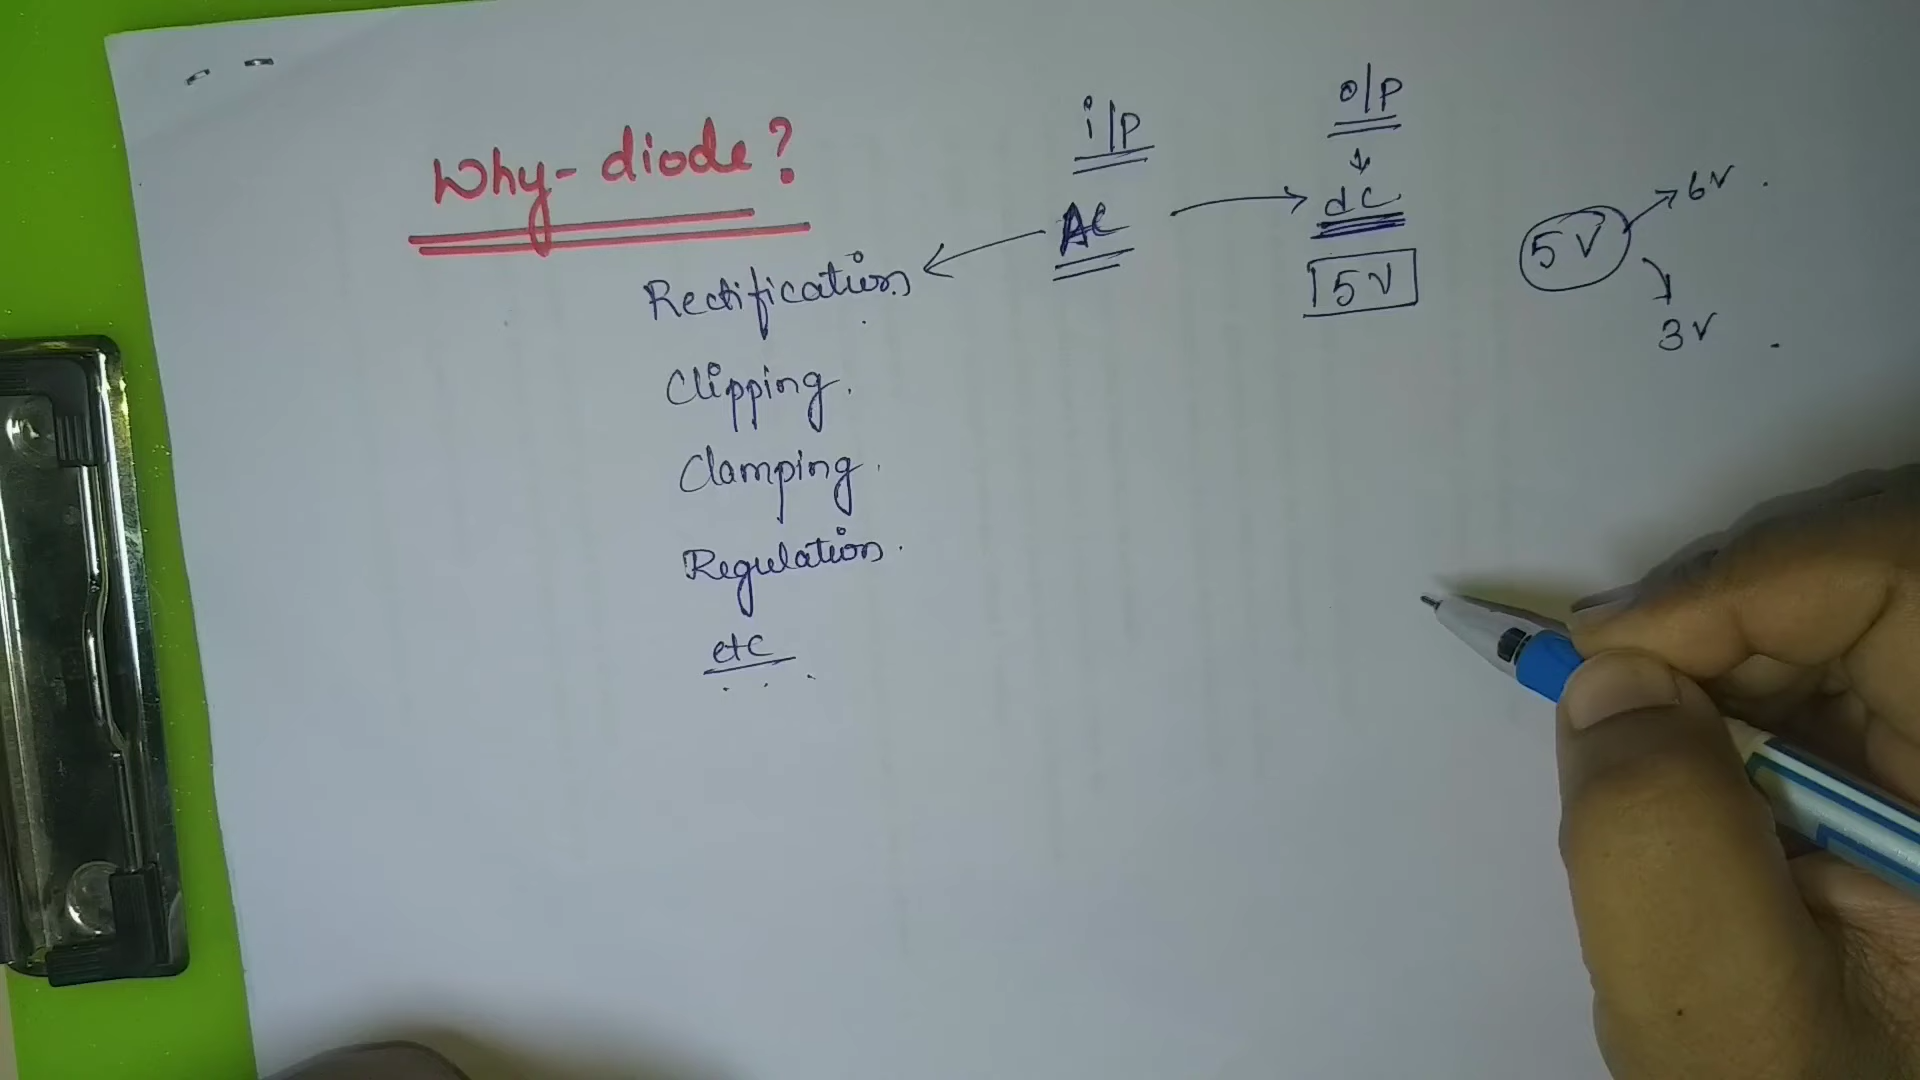 Why-diode?
i/p
o/p
AC
dC
5V
5V
6V.
3V
Rectification
Clipping.
Clamping.
Regulation.
etc
...